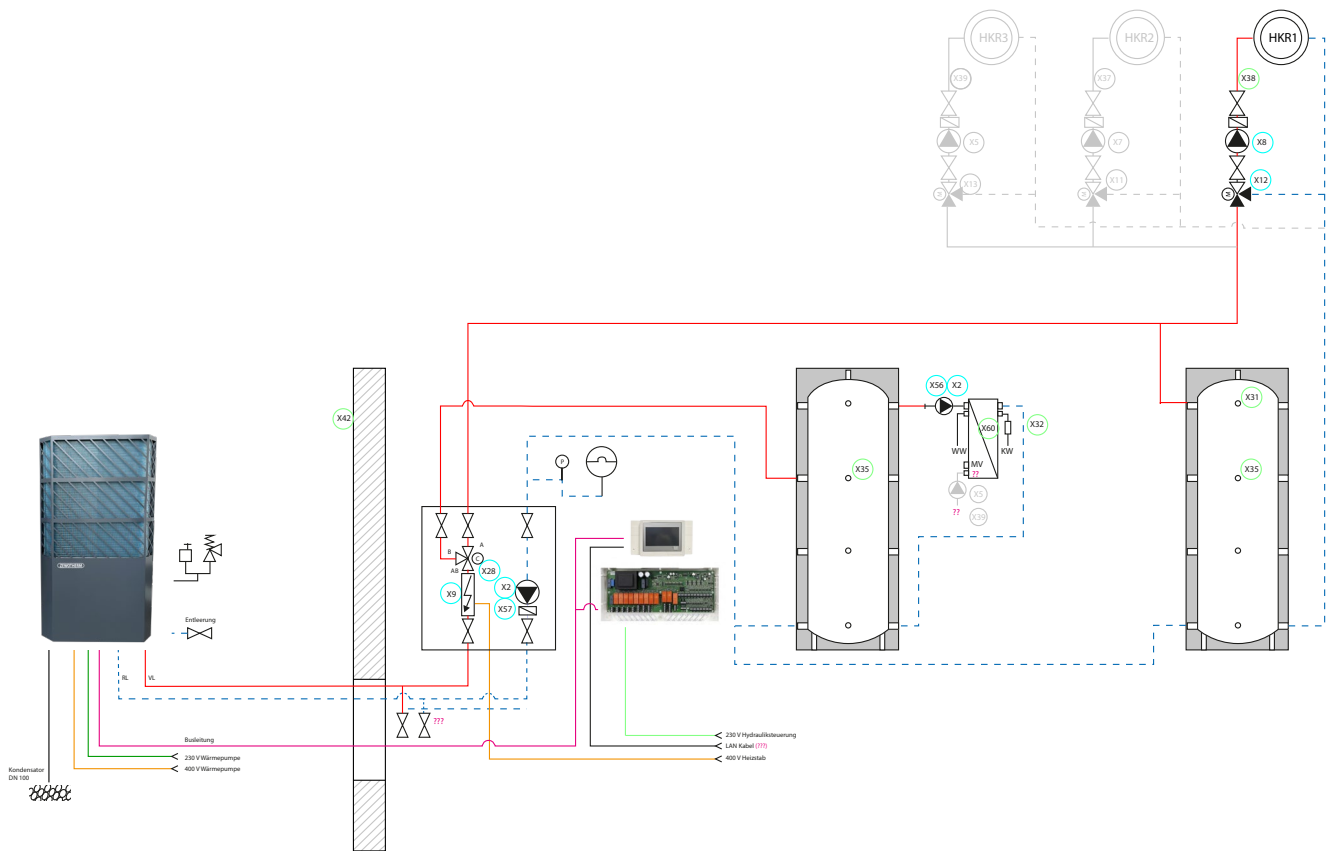 HKR3
HKR2
HKR1
X39
X37
X38
X5
X7
X8
X13
X11
X12
M
M
M
X42
X56
X2
X31
X60
X32
WW
KW
X35
X35
MV
??
X5
??
X39
P
A
B
C
AB
X28
X9
X2
X57
ZEWOTHERM
Entleerung
RL
VL
???
Busleitung
230 V Wärmepumpe
400 V Wärmepumpe
Kondensator
DN 100
230 V Hydrauliksteuerung
LAN Kabel (???)
400 V Heizstab